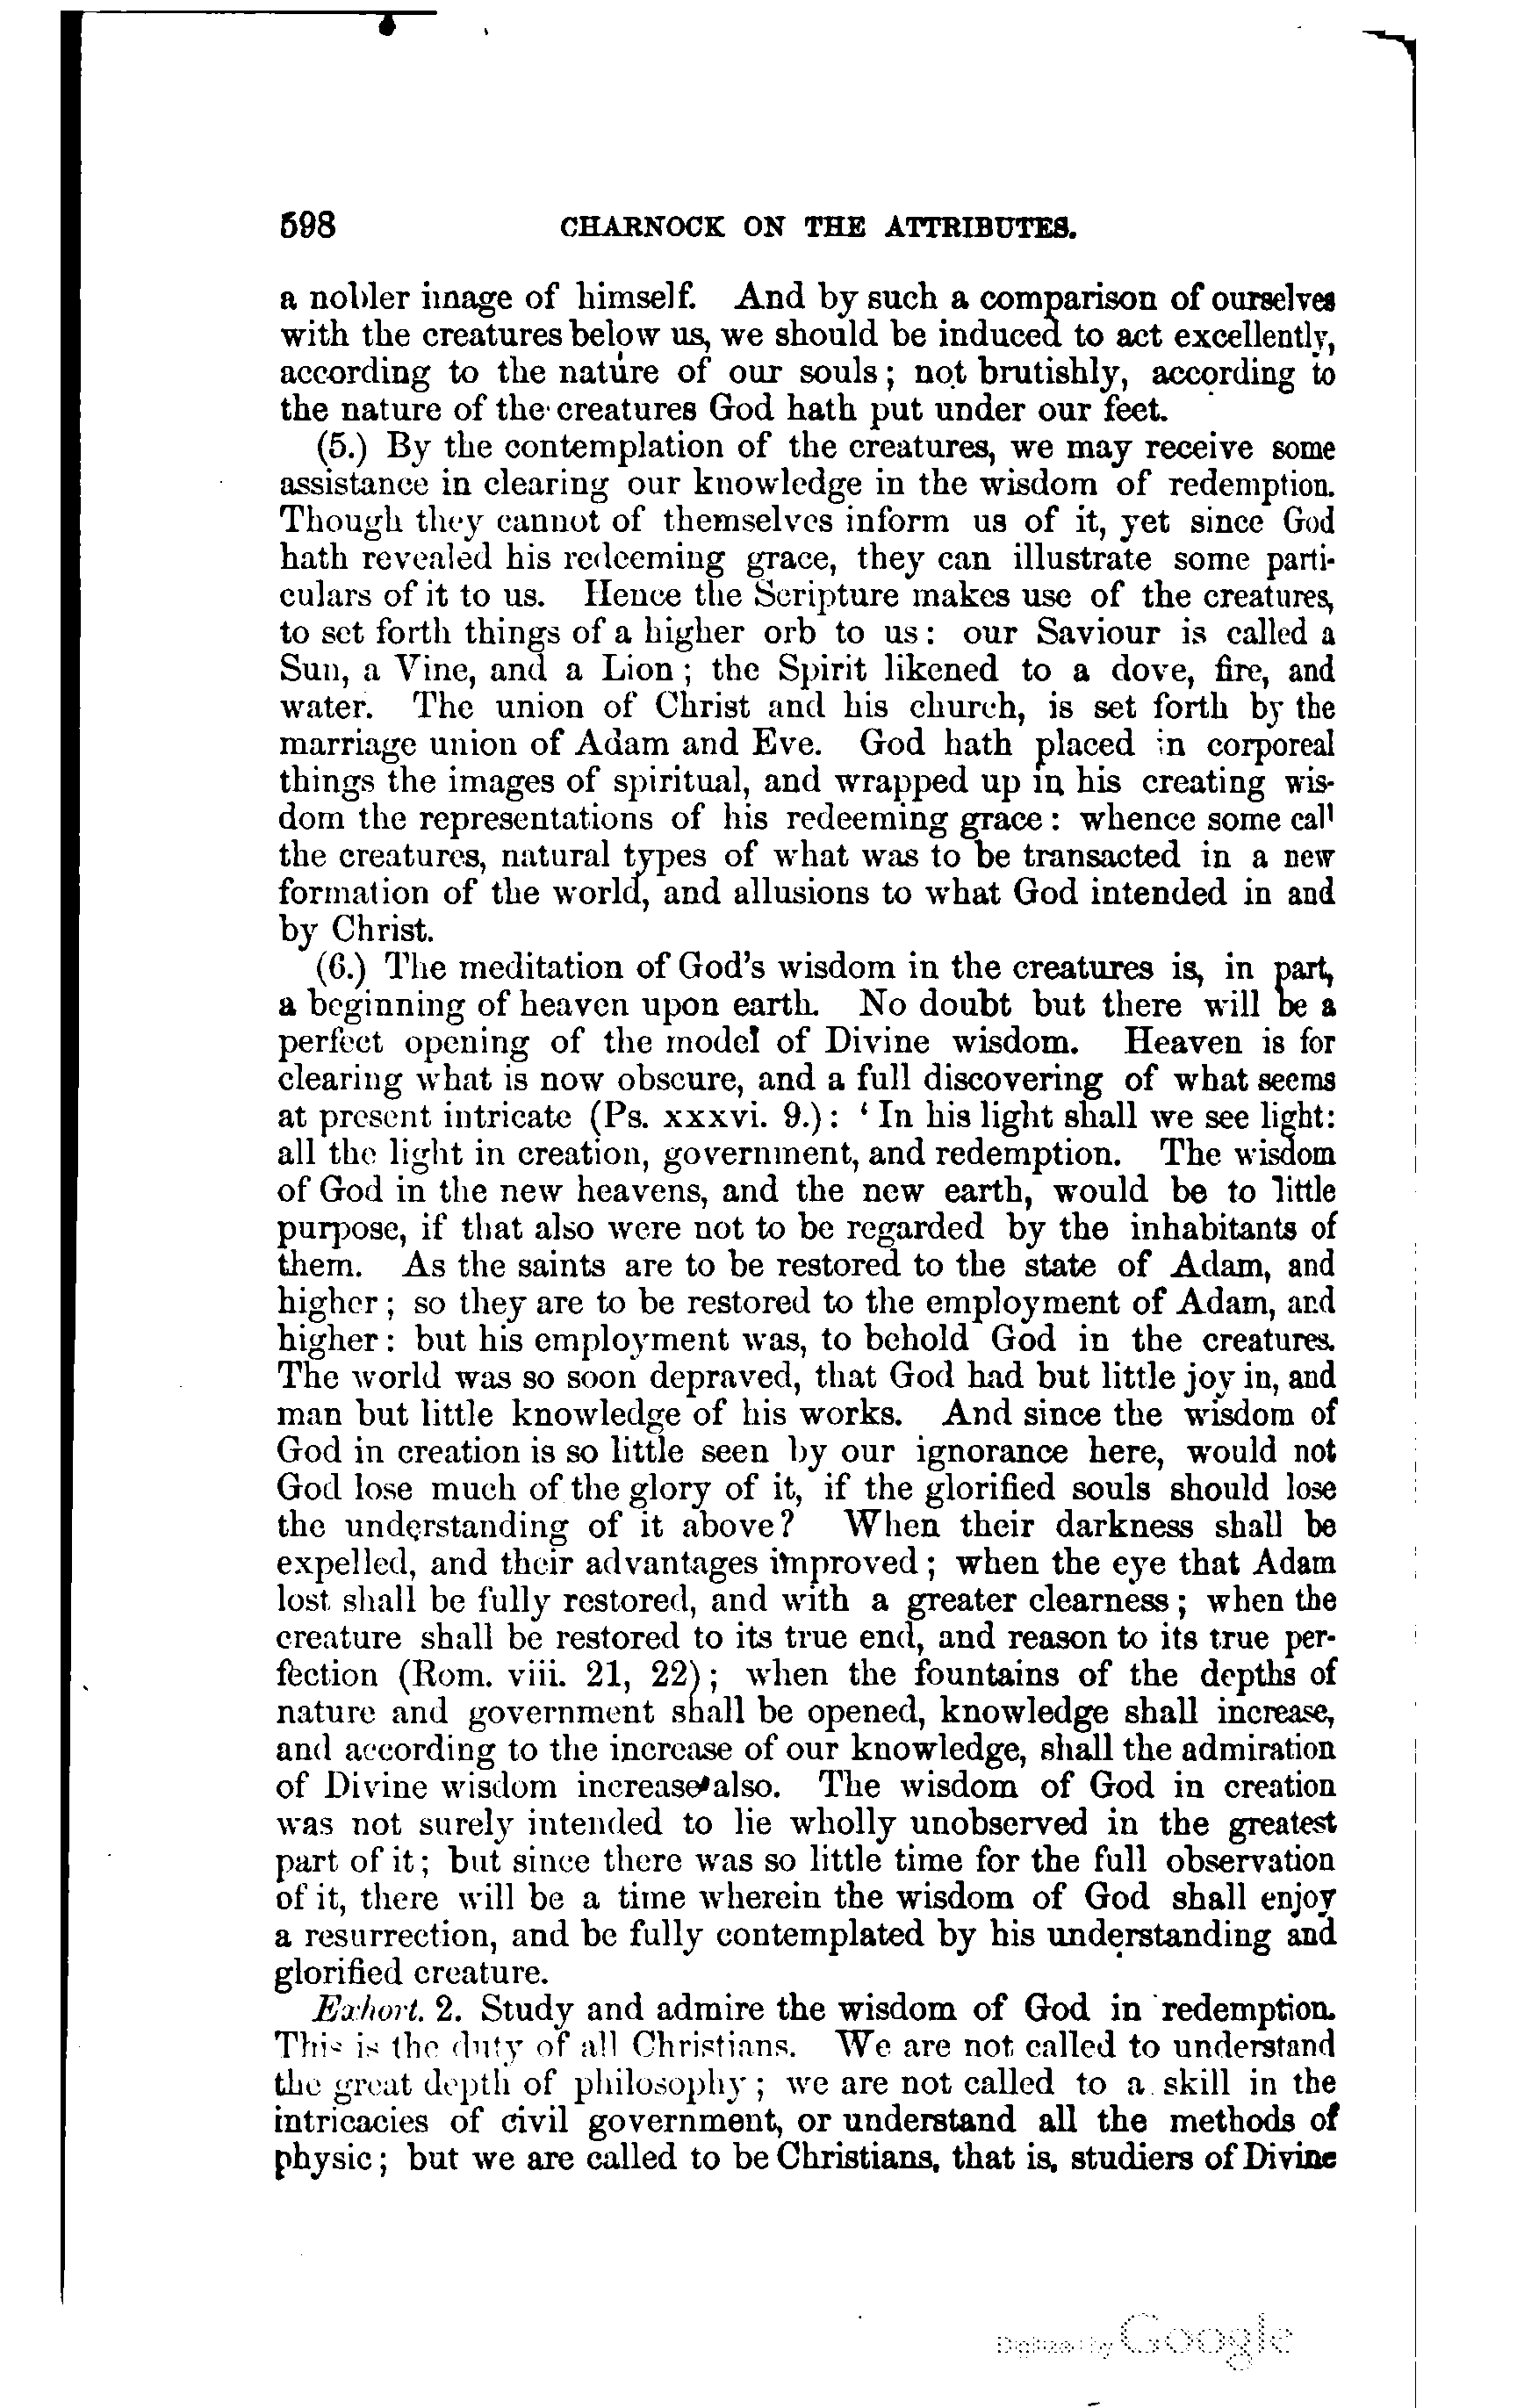 598 CHARNOCK ON THE ATTRIBUTES.
a nobler image of himself. And by such a comparison of ourselves
with the creatures below us, we should be induced to act excellently,
according to the nature of our souls; not brutishly, according to
the nature of the creatures God hath put under our feet.
(5.) By the contemplation of the creatures, we may receive some
assistance in clearing our knowledge in the wisdom of redemption.
Though they cannot of themselves inform us of it, yet since God
hath revealed his redeeming grace, they can illustrate some parti-
culars of it to us. Hence the Scripture makes use of the creatures,
to set forth things of a higher orb to us: our Saviour is called a
Sun, a Vine, and a Lion; the Spirit likened to a dove, fire, and
water. The union of Christ and his church, is set forth by the
marriage union of Adam and Eve. God hath placed in corporeal
things the images of spiritual, and wrapped up in his creating wis-
dom the representations of his redeeming grace: whence some call
the creatures, natural types of what was to be transacted in a new
formation of the world, and allusions to what God intended in and
by Christ.
(6.) The meditation of God's wisdom in the creatures is, in part,
a beginning of heaven upon earth. No doubt but there will be a
perfect opening of the model of Divine wisdom. Heaven is for
clearing what is now obscure, and a full discovering of what seems
at present intricate (Ps. xxxvi. 9.): ‘In his light shall we see light:
all the light in creation, government, and redemption. The wisdom
of God in the new heavens, and the new earth, would be to little
purpose, if that also were not to be regarded by the inhabitants of
them. As the saints are to be restored to the state of Adam, and
higher; so they are to be restored to the employment of Adam, and
higher: but his employment was, to behold God in the creatures.
The world was so soon depraved, that God had but little joy in, and
man but little knowledge of his works. And since the wisdom of
God in creation is so little seen by our ignorance here, would not
God lose much of the glory of it, if the glorified souls should lose
the understanding of it above? When their darkness shall be
expelled, and their advantages improved; when the eye that Adam
lost shall be fully restored, and with a greater clearness; when the
creature shall be restored to its true end, and reason to its true per-
fection (Rom. viii. 21, 22); when the fountains of the depths of
nature and government shall be opened, knowledge shall increase,
and according to the increase of our knowledge, shall the admiration
of Divine wisdom increase also. The wisdom of God in creation
was not surely intended to lie wholly unobserved in the greatest
part of it; but since there was so little time for the full observation
of it, there will be a time wherein the wisdom of God shall enjoy
a resurrection, and be fully contemplated by his understanding and
glorified creature.
Exhort. 2. Study and admire the wisdom of God in redemption.
This is the duty of all Christians. We are not called to understand
the great depth of philosophy; we are not called to a skill in the
intricacies of civil government, or understand all the methods of
physic; but we are called to be Christians, that is, studiers of Divine
Digitized by Google